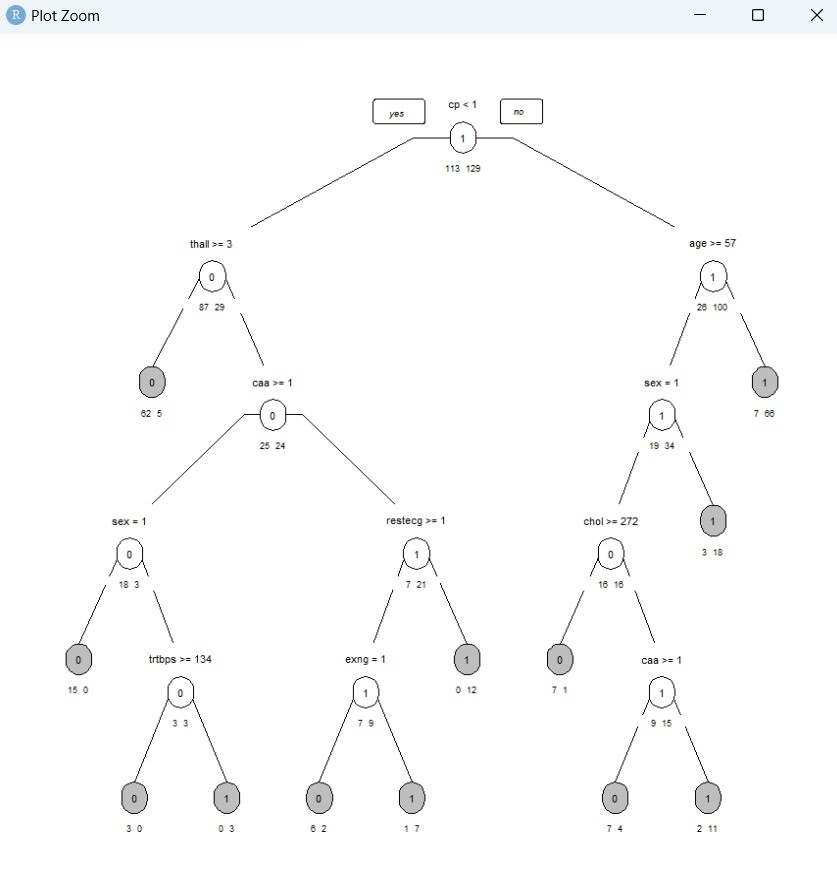 Plot Zoom
yes cp < 1 no
1
113 129
thall >= 3 age >= 57
0 1
87 29 26 100
caa >= 1 sex = 1
0 0 1 1
62 5 25 24 19 34 7 66
sex = 1 restecg >= 1 chol >= 272
0 1 0 1
18 3 7 21 16 16 3 18
trtbps >= 134 exng = 1 caa >= 1
0 0 1 1 0 1
15 0 3 3 7 9 0 12 7 1 9 15
0 1 0 1 0 1
3 0 0 3 6 2 1 7 7 4 2 11